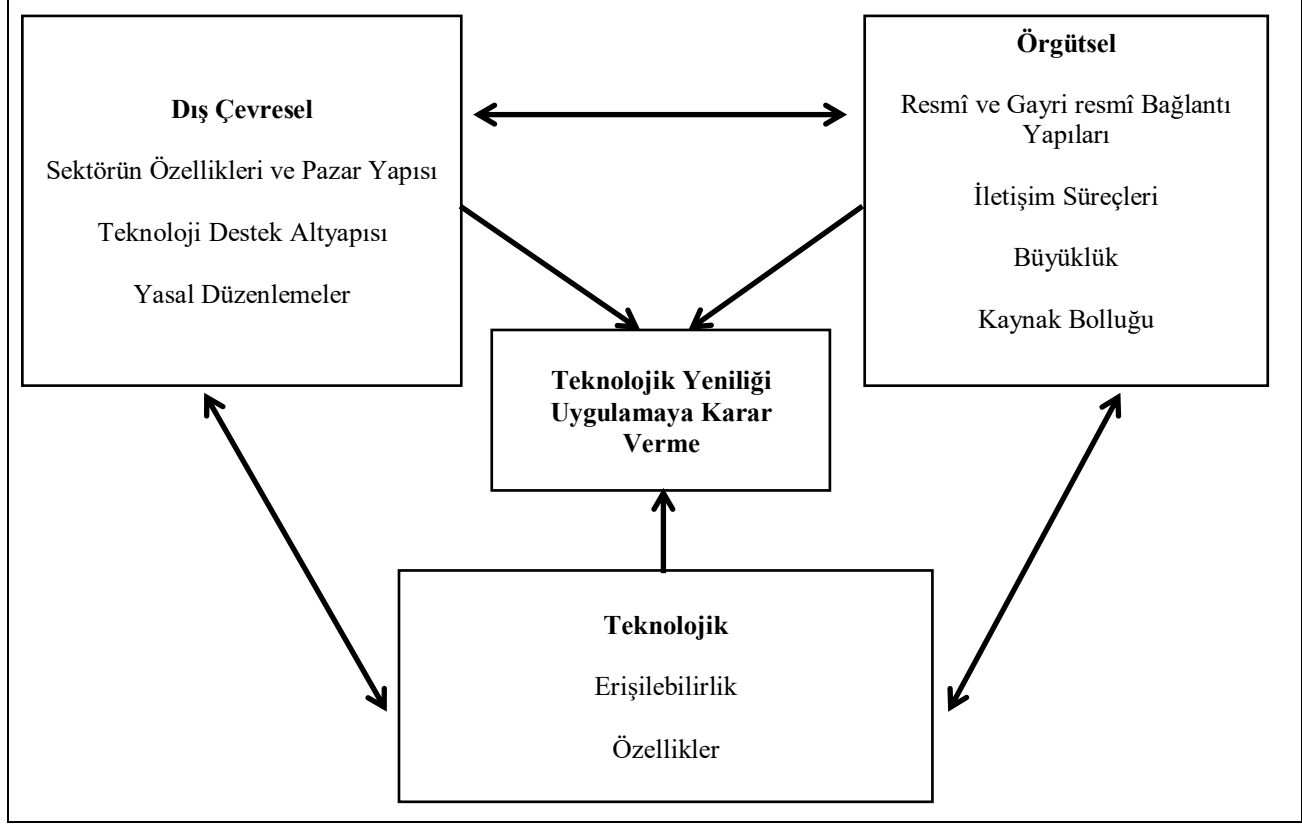 Dış Çevresel
Sektörün Özellikleri ve Pazar Yapısı
Teknoloji Destek Altyapısı
Yasal Düzenlemeler
Örgütsel
Resmî ve Gayri resmî Bağlantı
Yapıları
İletişim Süreçleri
Büyüklük
Kaynak Bolluğu
Teknolojik Yeniliği
Uygulamaya Karar
Verme
Teknolojik
Erişilebilirlik
Özellikler